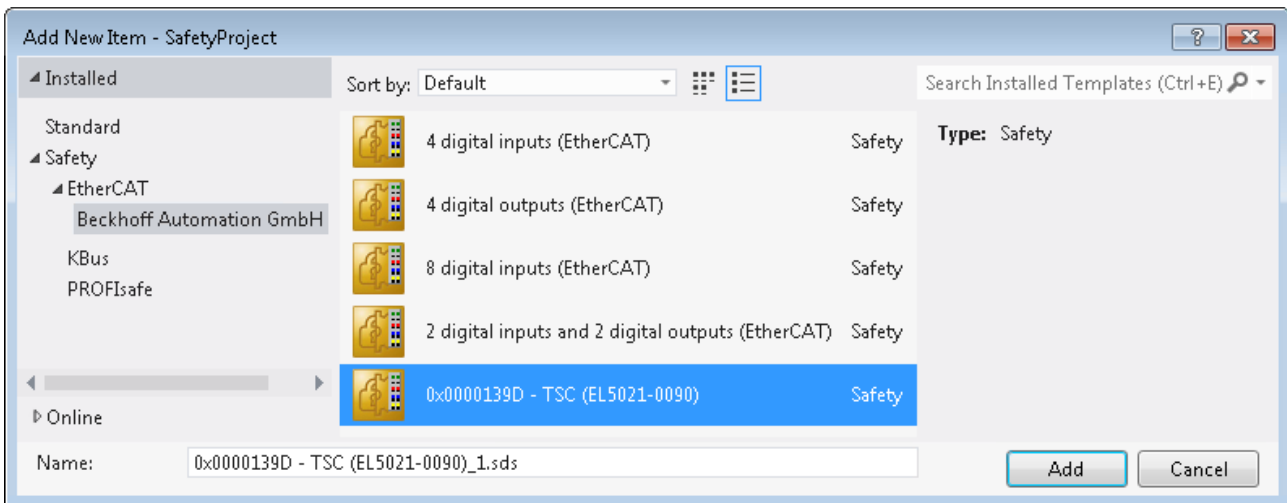 Add New Item - SafetyProject
Installed
Sort by: Default
Search Installed Templates (Ctrl+E)
Standard
Safety
EtherCAT
Beckhoff Automation GmbH
KBus
PROFIsafe
Online
4 digital inputs (EtherCAT) Safety
4 digital outputs (EtherCAT) Safety
8 digital inputs (EtherCAT) Safety
2 digital inputs and 2 digital outputs (EtherCAT) Safety
0x0000139D - TSC (EL5021-0090) Safety
Type: Safety
Name: 0x0000139D - TSC (EL5021-0090)_1.sds
Add Cancel